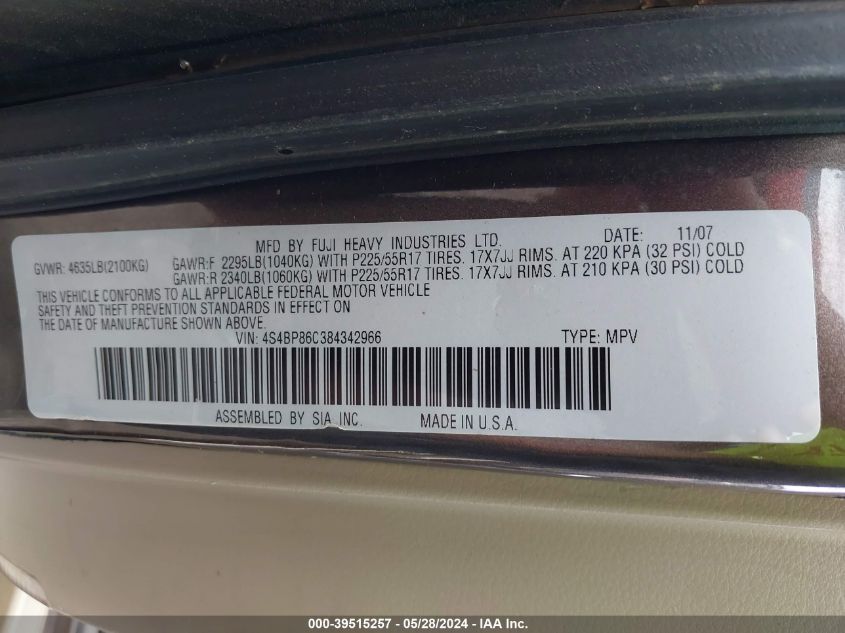 MFD BY FUJI HEAVY INDUSTRIES LTD. DATE: 11/07
GVWR: 4635LB(2100KG) GAWR:F 2295LB(1040KG) WITH P225/55R17 TIRES. 17X7JJ RIMS. AT 220 KPA (32 PSI) COLD
GAWR:R 2340LB(1060KG) WITH P225/55R17 TIRES. 17X7JJ RIMS. AT 210 KPA (30 PSI) COLD
THIS VEHICLE CONFORMS TO ALL APPLICABLE FEDERAL MOTOR VEHICLE
SAFETY AND THEFT PREVENTION STANDARDS IN EFFECT ON
THE DATE OF MANUFACTURE SHOWN ABOVE.
VIN: 4S4BP86C384342966 TYPE: MPV
ASSEMBLED BY SIA, INC. MADE IN U.S.A.
000-39515257 - 05/28/2024 - IAA Inc.